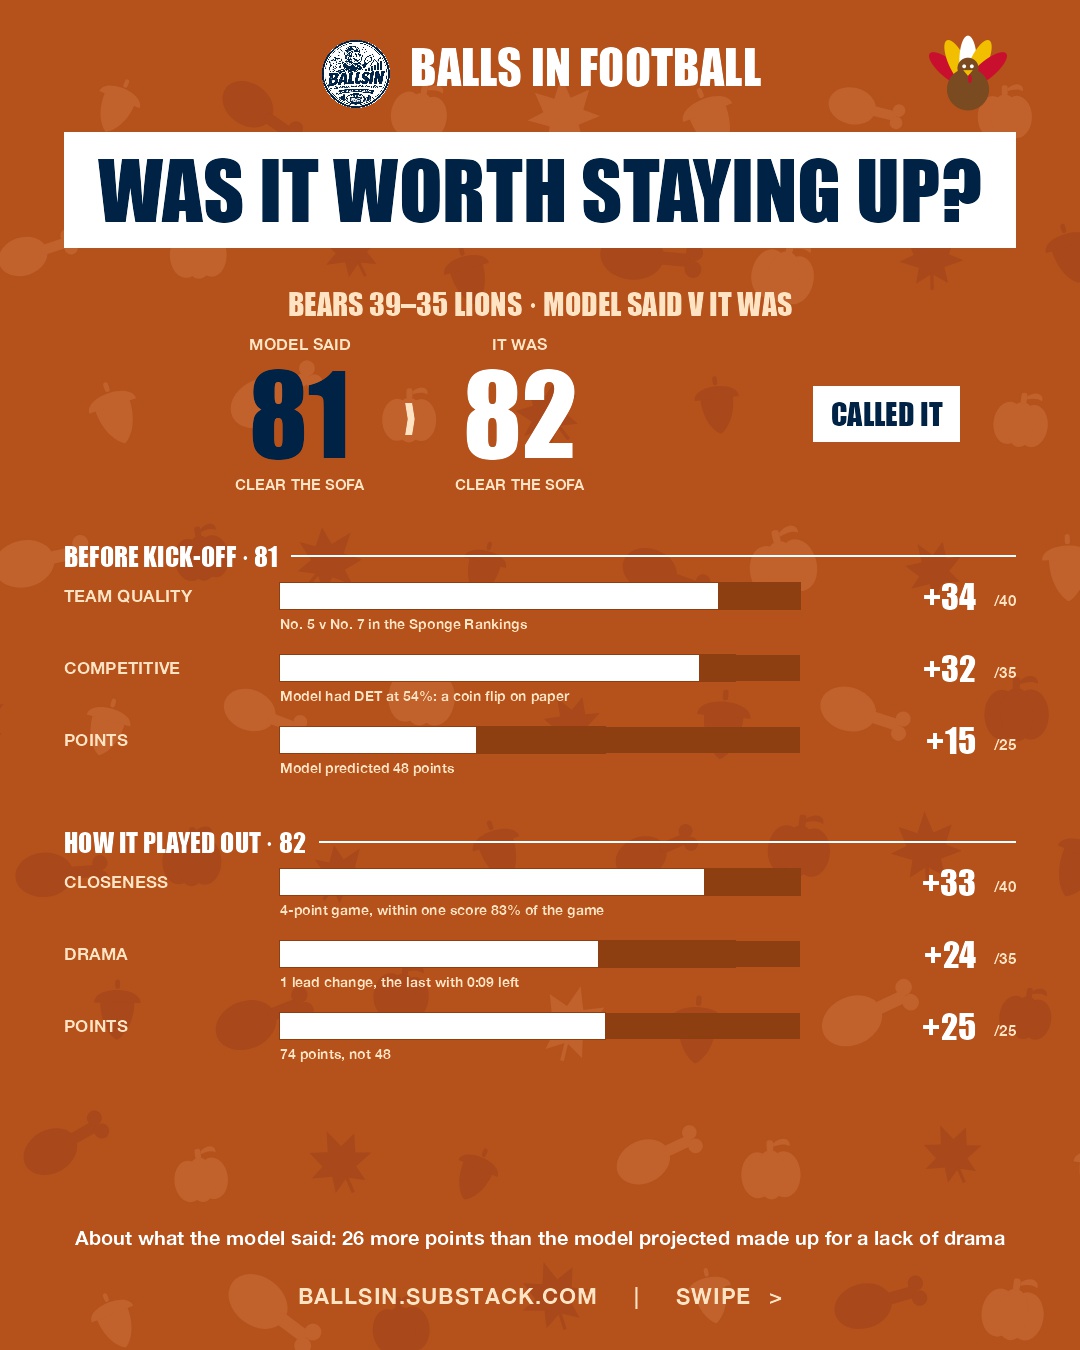 BALLSIN
BALLS IN FOOTBALL
WAS IT WORTH STAYING UP?
BEARS 39–35 LIONS · MODEL SAID V IT WAS
MODEL SAID
IT WAS
81
⟩
82
CALLED IT
CLEAR THE SOFA
CLEAR THE SOFA
BEFORE KICK-OFF · 81
TEAM QUALITY
+34 /40
No. 5 v No. 7 in the Sponge Rankings
COMPETITIVE
+32 /35
Model had DET at 54%: a coin flip on paper
POINTS
+15 /25
Model predicted 48 points
HOW IT PLAYED OUT · 82
CLOSENESS
+33 /40
4-point game, within one score 83% of the game
DRAMA
+24 /35
1 lead change, the last with 0:09 left
POINTS
+25 /25
74 points, not 48
About what the model said: 26 more points than the model projected made up for a lack of drama
BALLSIN.SUBSTACK.COM | SWIPE >